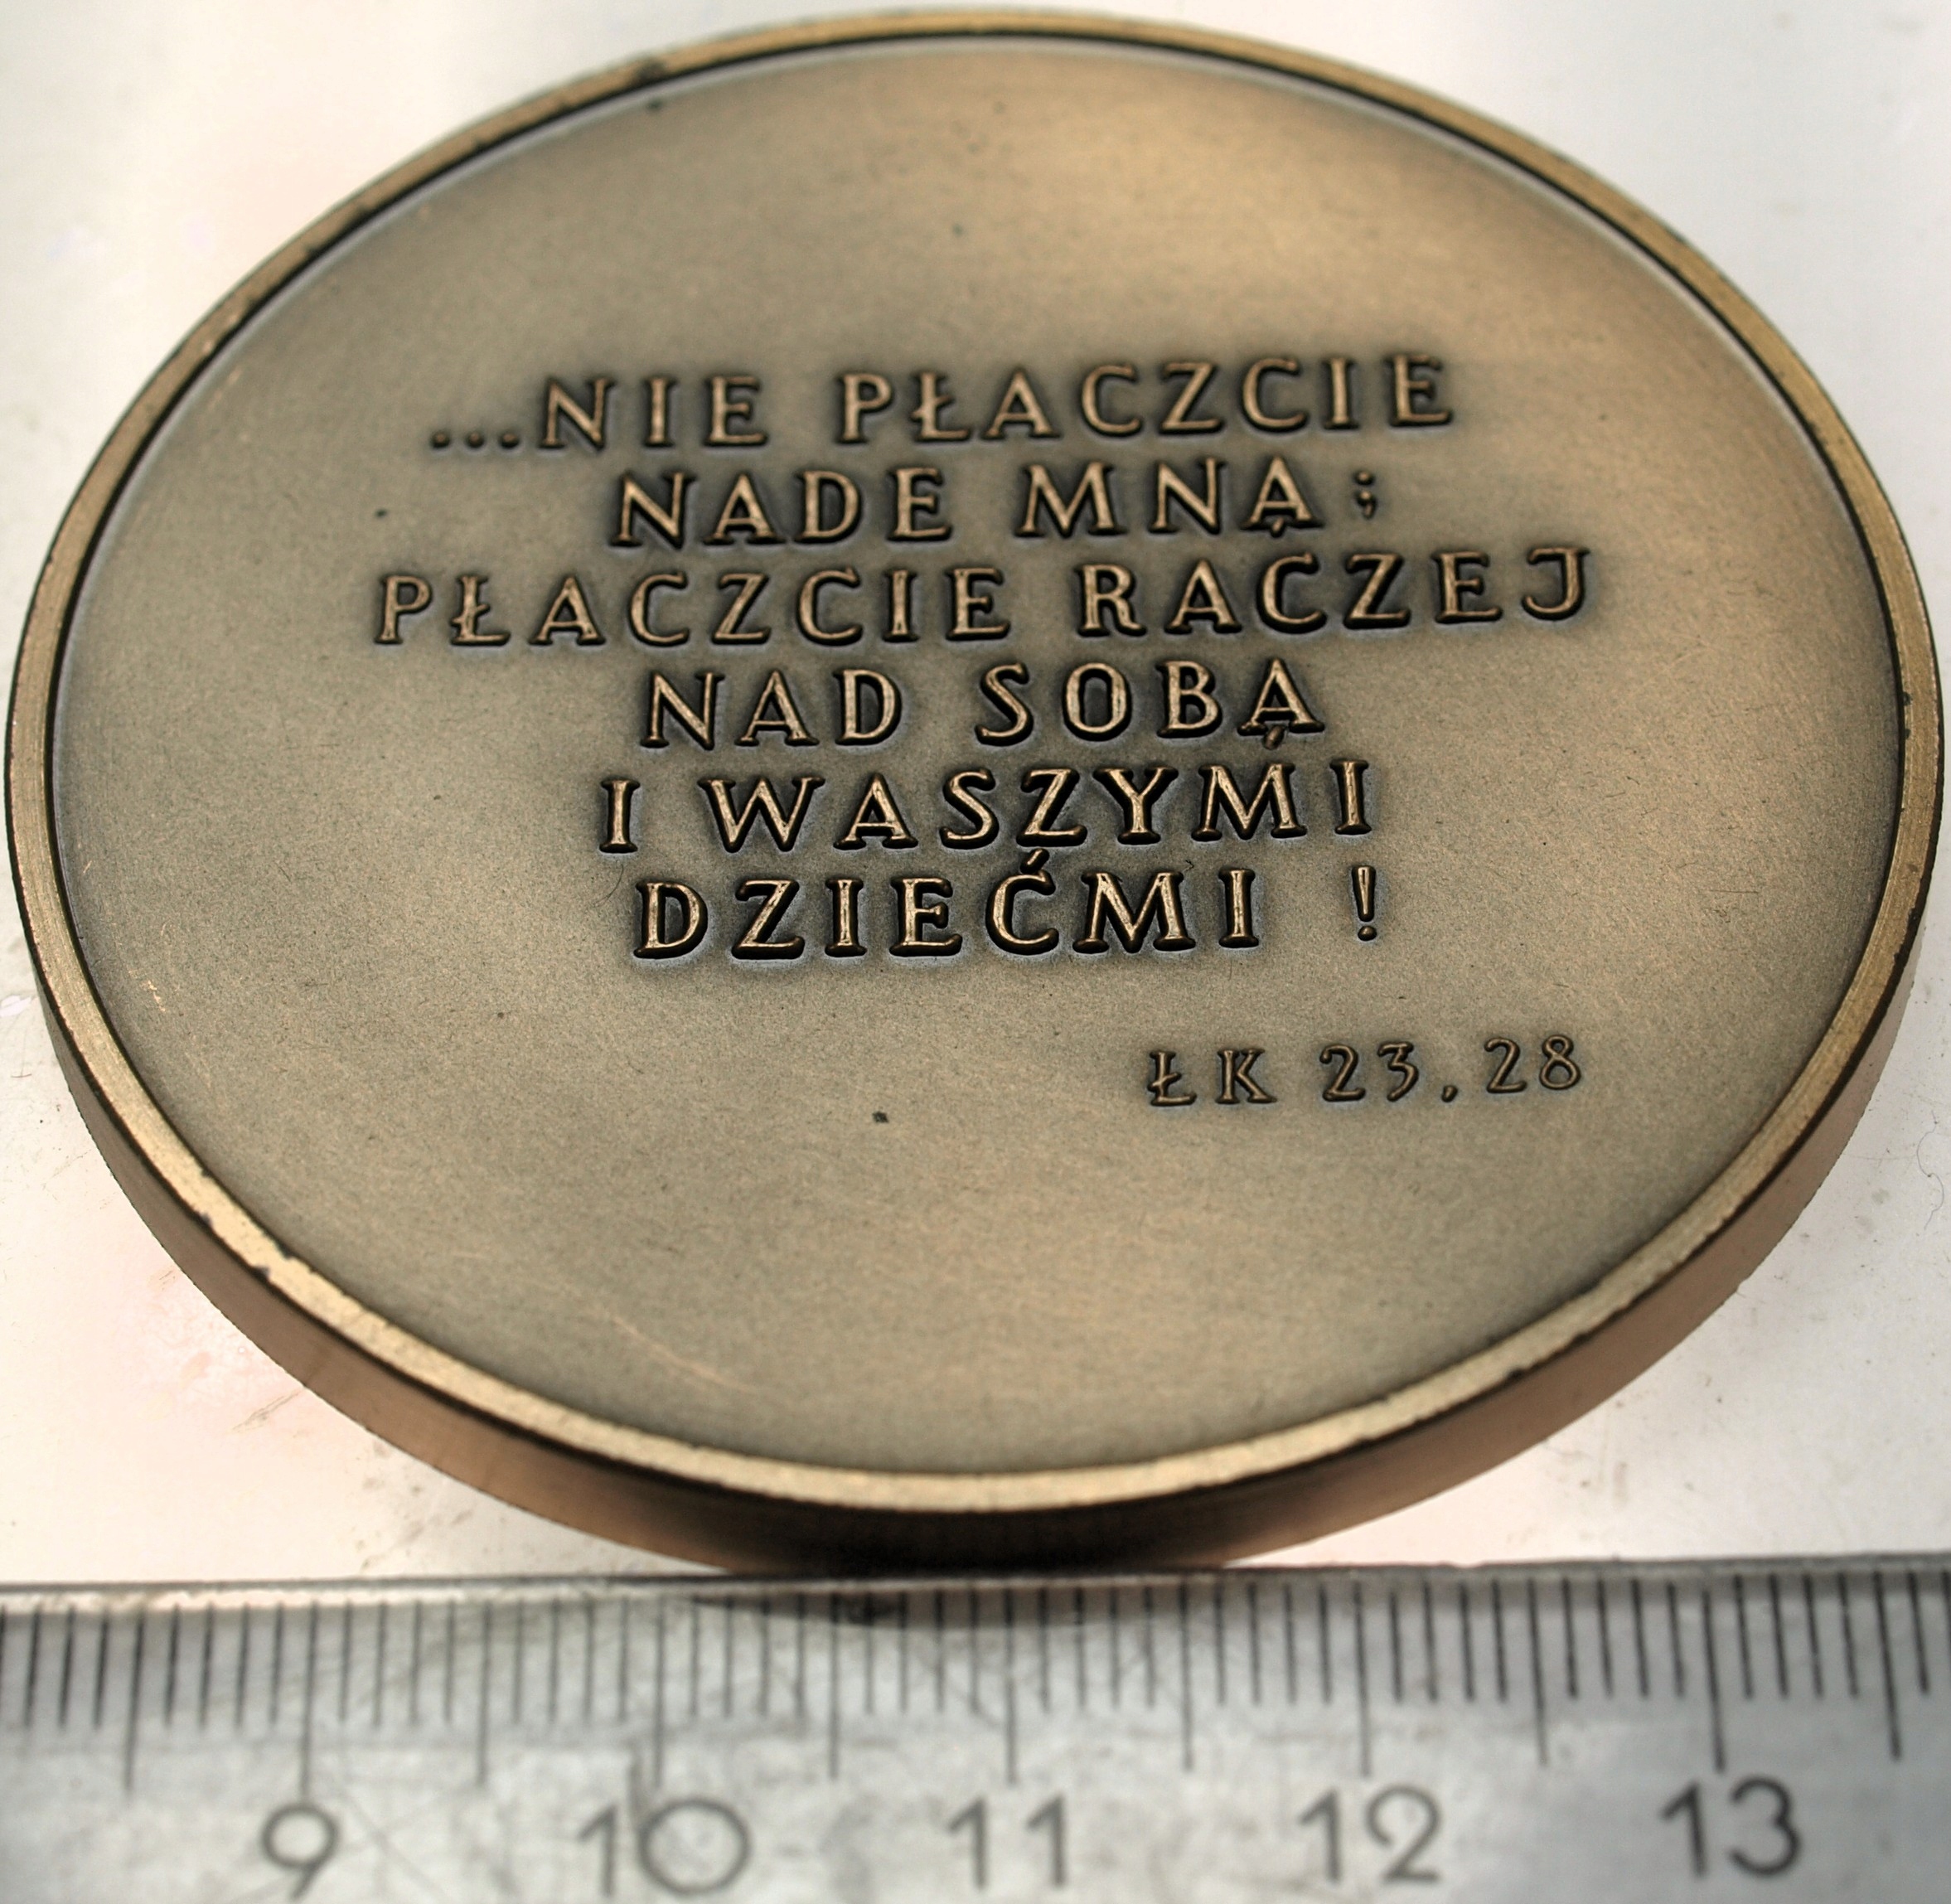 ...NIE PŁACZCIE
NADE MNĄ;
PŁACZCIE RACZEJ
NAD SOBĄ
I WASZYMI
DZIEĆMI !
ŁK 23,28
9 10 11 12 13